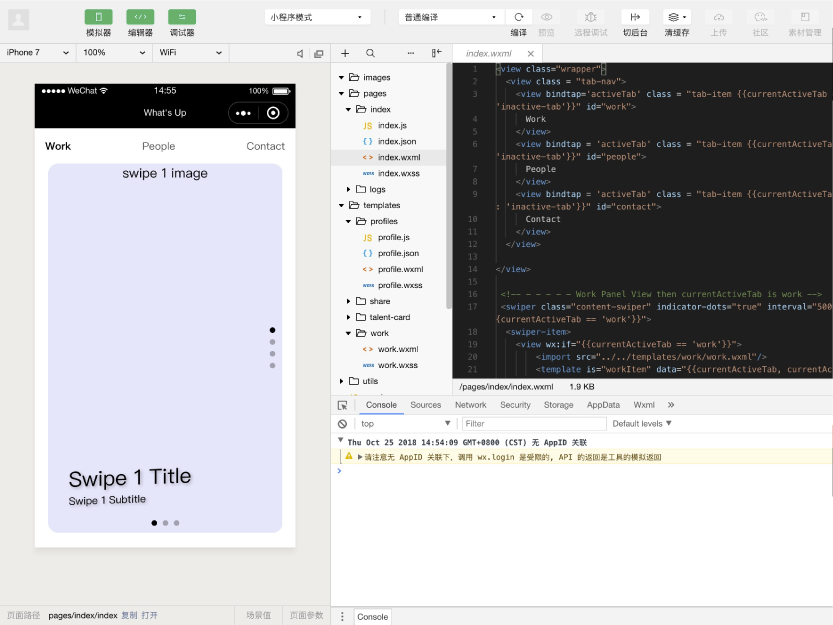 模拟器 编辑器 调试器 小程序模式 普通编译 编译 预览 远程调试 切后台 清缓存 上传 社区 素材管理
iPhone 7 100% WiFi
WeChat 14:55 100%
What's Up
Work People Contact
swipe 1 image
Swipe 1 Title
Swipe 1 Subtitle
页面路径 pages/index/index 复制 打开 场景值 页面参数
images
pages
index
JS index.js
{ } index.json
< > index.wxml
wxss index.wxss
logs
templates
profiles
JS profile.js
{ } profile.json
< > profile.wxml
wxss profile.wxss
share
talent-card
work
< > work.wxml
wxss work.wxss
utils
index.wxml ×
1 <view class="wrapper">
2 <view class = "tab-nav">
3 <view bindtap='activeTab' class = "tab-item {{currentActiveTab
'inactive-tab'}}" id="work">
4 Work
5 </view>
6 <view bindtap = 'activeTab' class = "tab-item {{currentActiveTa
'inactive-tab'}}" id="people">
7 People
8 </view>
9 <view bindtap = 'activeTab' class = "tab-item {{currentActiveTa
: 'inactive-tab'}}" id="contact">
10 Contact
11 </view>
12 </view>
13
14 </view>
15
16 <!-- - - - - - Work Panel View then currentActiveTab is work -->
17 <swiper class="content-swiper" indicator-dots="true" interval="500
{currentActiveTab == 'work'}}">
18 <swiper-item>
19 <view wx:if="{{currentActiveTab == 'work'}}">
20 <import src="../../templates/work/work.wxml"/>
21 <template is="workItem" data="{{currentActiveTab, currentAc
/pages/index/index.wxml 1.9 KB
Console Sources Network Security Storage AppData Wxml »
top Filter Default levels
Thu Oct 25 2018 14:54:09 GMT+0800 (CST) 无 AppID 关联
请注意无 AppID 关联下, 调用 wx.login 是受限的, API 的返回是工具的模拟返回
Console